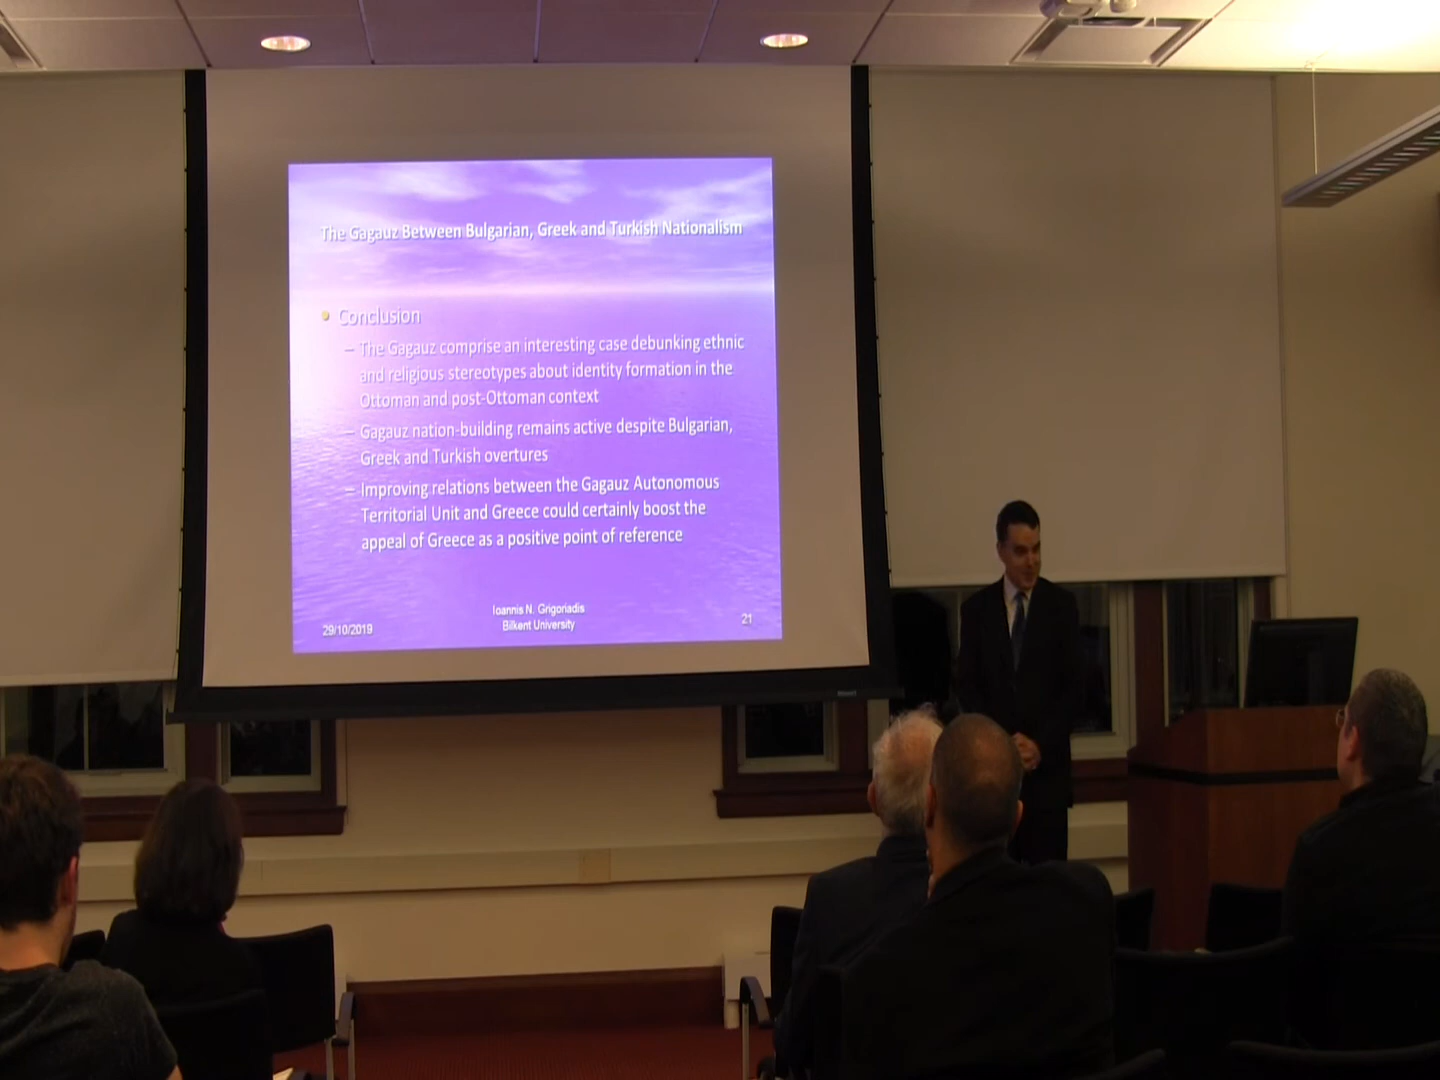 The Gagauz Between Bulgarian, Greek and Turkish Nationalism
Conclusion
– The Gagauz comprise an interesting case debunking ethnic
and religious stereotypes about identity formation in the
Ottoman and post-Ottoman context
– Gagauz nation-building remains active despite Bulgarian,
Greek and Turkish overtures
– Improving relations between the Gagauz Autonomous
Territorial Unit and Greece could certainly boost the
appeal of Greece as a positive point of reference
29/10/2019
Ioannis N. Grigoriadis
Bilkent University
21